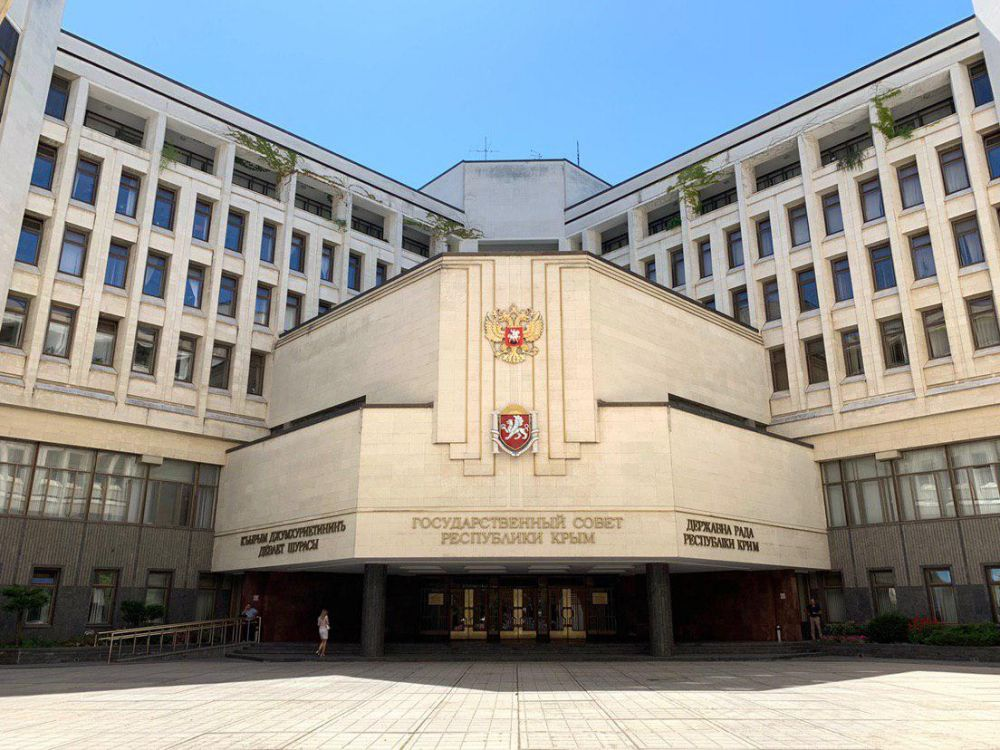 КЪЫРЫМ ДЖУМХУРИЕТИНИНЪ
ДЕВЛЕТ ШУРАСЫ
ГОСУДАРСТВЕННЫЙ СОВЕТ
РЕСПУБЛИКИ КРЫМ
ДЕРЖАВНА РАДА
РЕСПУБЛІКИ КРИМ